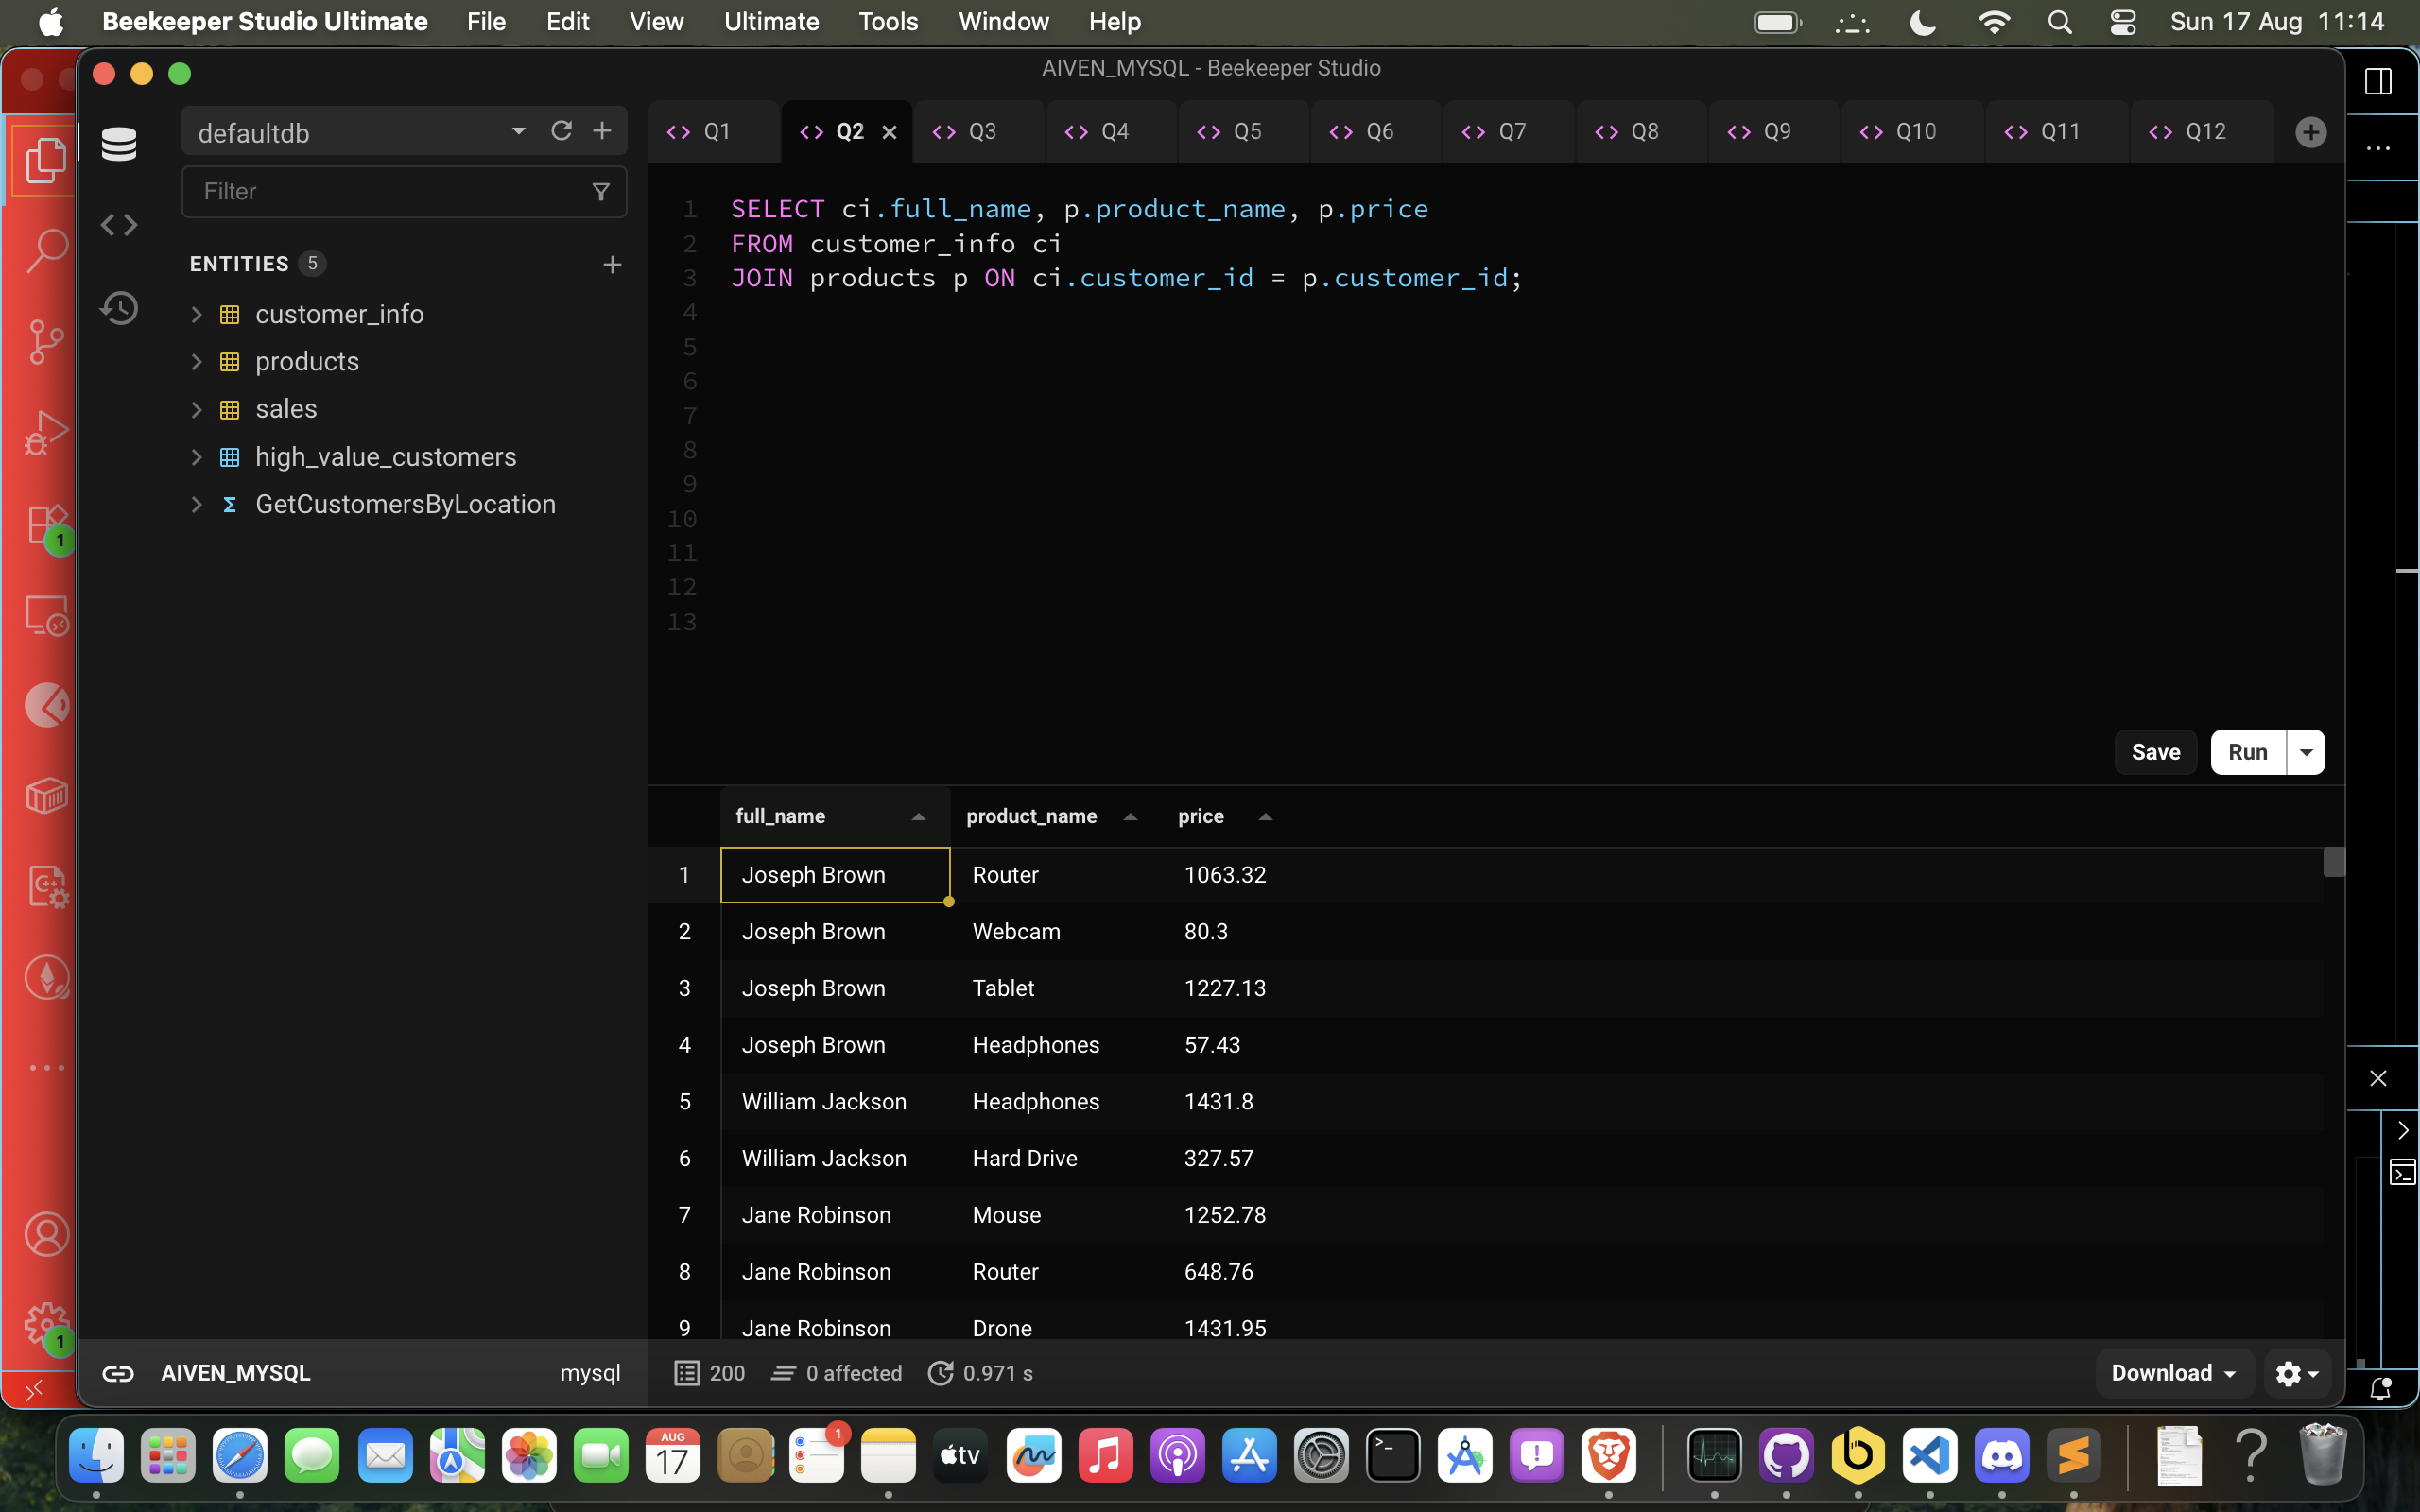 Beekeeper Studio Ultimate File Edit View Ultimate Tools Window Help Sun 17 Aug 11:14
AIVEN_MYSQL - Beekeeper Studio
defaultdb
Q1 Q2 Q3 Q4 Q5 Q6 Q7 Q8 Q9 Q10 Q11 Q12
Filter
ENTITIES 5
customer_info
products
sales
high_value_customers
Σ GetCustomersByLocation
1
1 SELECT ci.full_name, p.product_name, p.price
2 FROM customer_info ci
3 JOIN products p ON ci.customer_id = p.customer_id;
4
5
6
7
8
9
10
11
12
13
Save Run
full_name product_name price
1 Joseph Brown Router 1063.32
2 Joseph Brown Webcam 80.3
3 Joseph Brown Tablet 1227.13
4 Joseph Brown Headphones 57.43
5 William Jackson Headphones 1431.8
6 William Jackson Hard Drive 327.57
7 Jane Robinson Mouse 1252.78
8 Jane Robinson Router 648.76
9 Jane Robinson Drone 1431.95
C++
1
AIVEN_MYSQL mysql 200 0 affected 0.971 s Download
AUG
17
1
tv